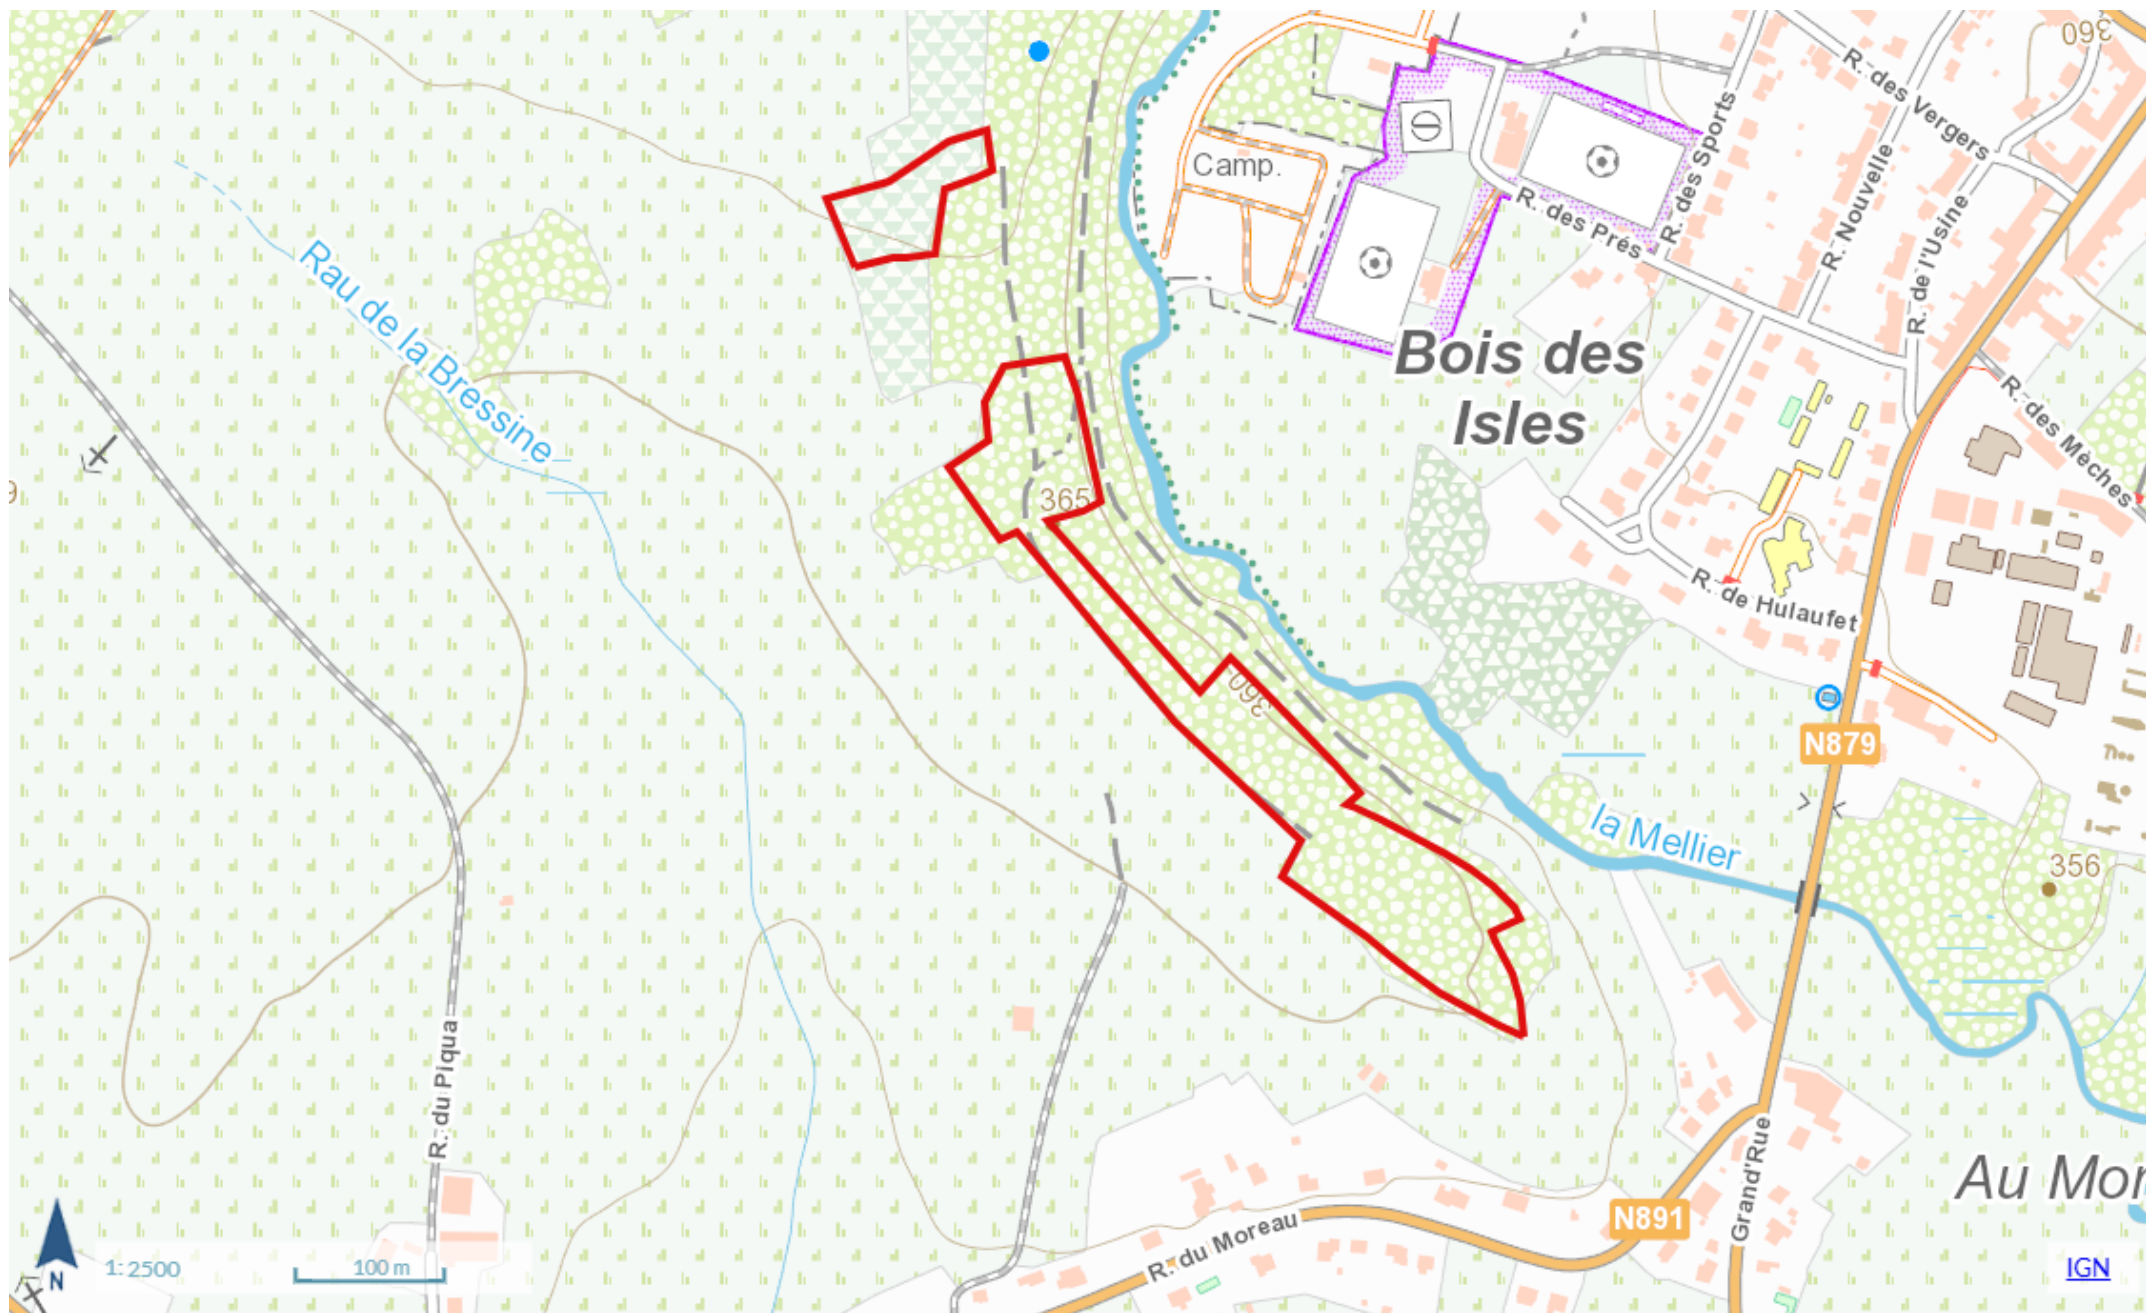 360
R. des Vergers
R. des Sports
Camp.
R. Nouvelle
R. de l'Usine
R. des Prés
Rau de la Bressine
Bois des
Isles
R. des Mèches
365
R. de Hulaufet
360
N879
la Mellier
356
R. du Piqua
Au Mor
Grand'Rue
N891
R. du Moreau
N
1:2500
100 m
IGN